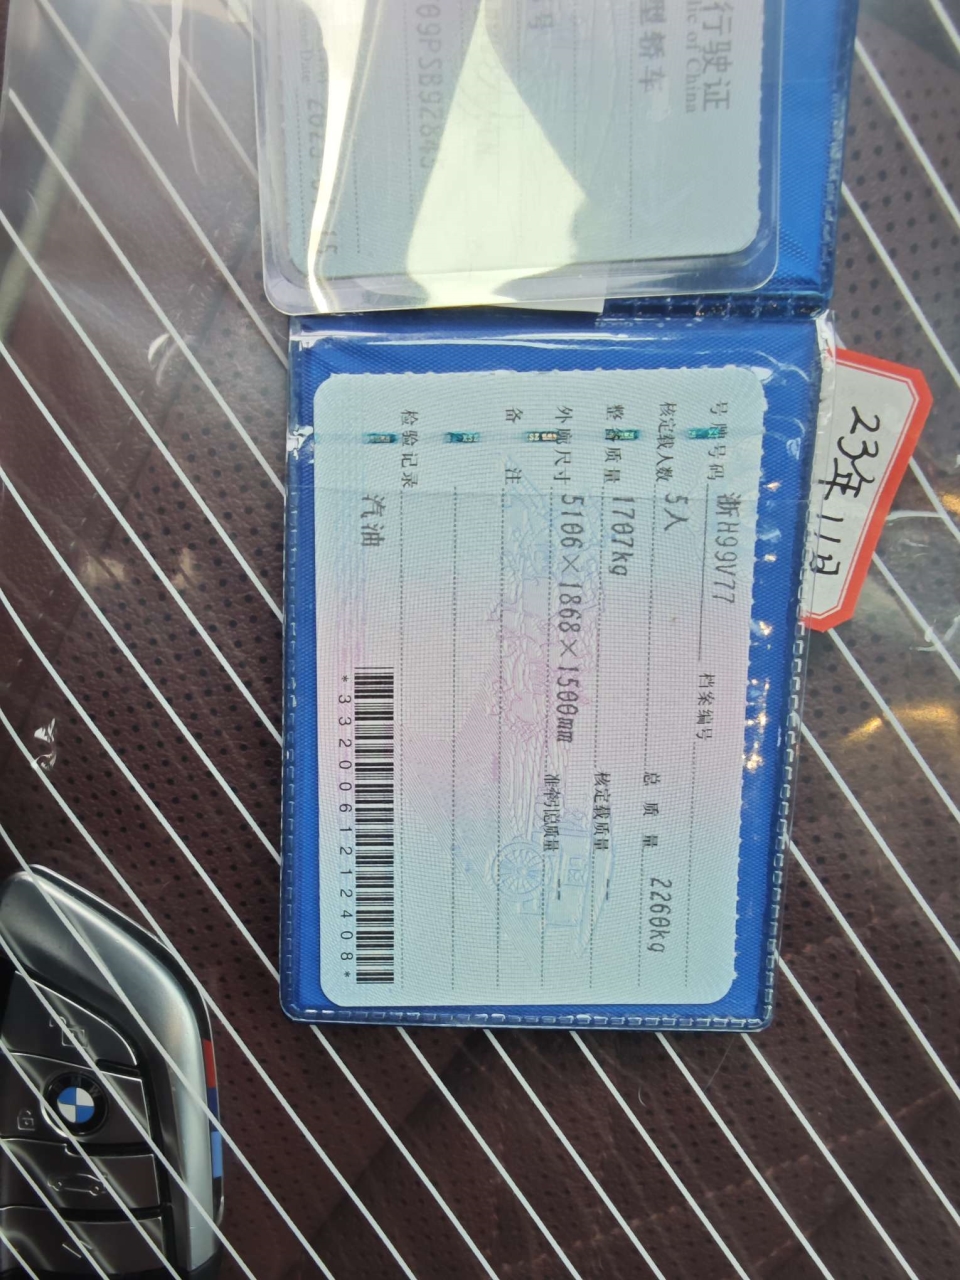 行驶证
lic of China
型轿车
号
09PSB9284
号牌号码 浙H99V77 档案编号
核定载人数 5人 总质量 2260kg
整备质量 1707kg 核定载质量 --
外廓尺寸 5106×1868×1500mm 准牵引总质量 --
备注
检验记录
汽油
*3320061212408*
23年11月